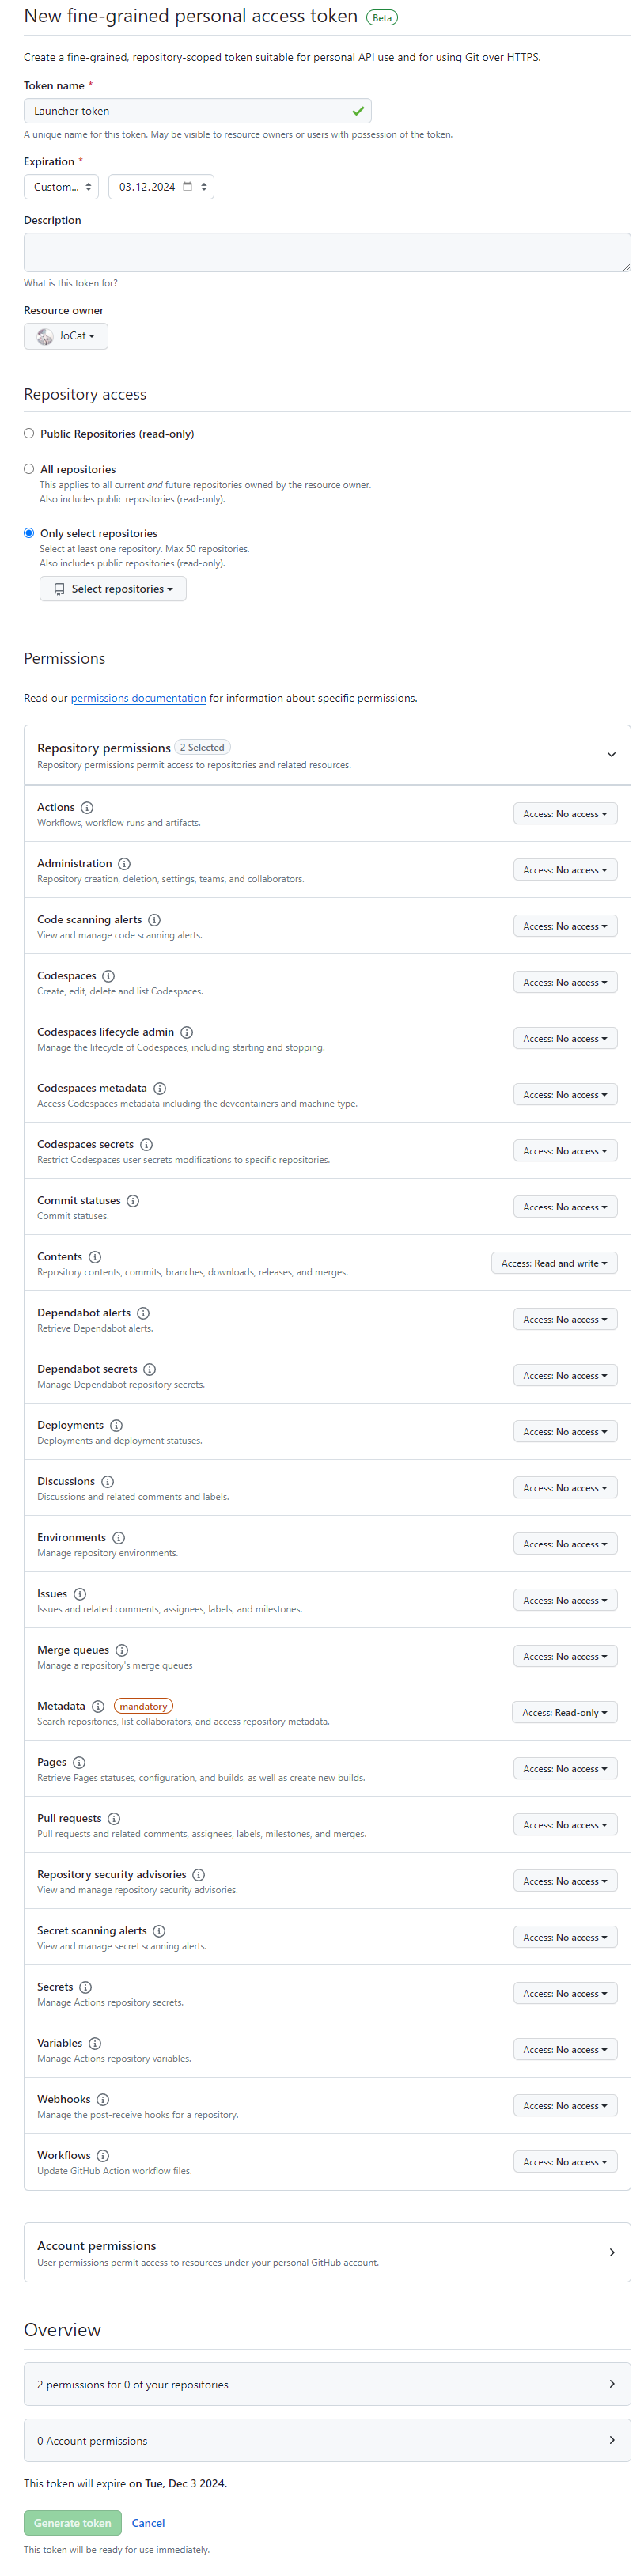 New fine-grained personal access token Beta
Create a fine-grained, repository-scoped token suitable for personal API use and for using Git over HTTPS.
Token name *
Launcher token
A unique name for this token. May be visible to resource owners or users with possession of the token.
Expiration *
Custom... 03.12.2024
Description
What is this token for?
Resource owner
JoCat
Repository access
Public Repositories (read-only)
All repositories
This applies to all current and future repositories owned by the resource owner.
Also includes public repositories (read-only).
Only select repositories
Select at least one repository. Max 50 repositories.
Also includes public repositories (read-only).
Select repositories
Permissions
Read our permissions documentation for information about specific permissions.
Repository permissions 2 Selected
Repository permissions permit access to repositories and related resources.
Actions
Access: No access
Workflows, workflow runs and artifacts.
Administration
Access: No access
Repository creation, deletion, settings, teams, and collaborators.
Code scanning alerts
Access: No access
View and manage code scanning alerts.
Codespaces
Access: No access
Create, edit, delete and list Codespaces.
Codespaces lifecycle admin
Access: No access
Manage the lifecycle of Codespaces, including starting and stopping.
Codespaces metadata
Access: No access
Access Codespaces metadata including the devcontainers and machine type.
Codespaces secrets
Access: No access
Restrict Codespaces user secrets modifications to specific repositories.
Commit statuses
Access: No access
Commit statuses.
Contents
Access: Read and write
Repository contents, commits, branches, downloads, releases, and merges.
Dependabot alerts
Access: No access
Retrieve Dependabot alerts.
Dependabot secrets
Access: No access
Manage Dependabot repository secrets.
Deployments
Access: No access
Deployments and deployment statuses.
Discussions
Access: No access
Discussions and related comments and labels.
Environments
Access: No access
Manage repository environments.
Issues
Access: No access
Issues and related comments, assignees, labels, and milestones.
Merge queues
Access: No access
Manage a repository's merge queues
Metadata mandatory
Access: Read-only
Search repositories, list collaborators, and access repository metadata.
Pages
Access: No access
Retrieve Pages statuses, configuration, and builds, as well as create new builds.
Pull requests
Access: No access
Pull requests and related comments, assignees, labels, milestones, and merges.
Repository security advisories
Access: No access
View and manage repository security advisories.
Secret scanning alerts
Access: No access
View and manage secret scanning alerts.
Secrets
Access: No access
Manage Actions repository secrets.
Variables
Access: No access
Manage Actions repository variables.
Webhooks
Access: No access
Manage the post-receive hooks for a repository.
Workflows
Access: No access
Update GitHub Action workflow files.
Account permissions
User permissions permit access to resources under your personal GitHub account.
Overview
2 permissions for 0 of your repositories
0 Account permissions
This token will expire on Tue, Dec 3 2024.
Generate token Cancel
This token will be ready for use immediately.